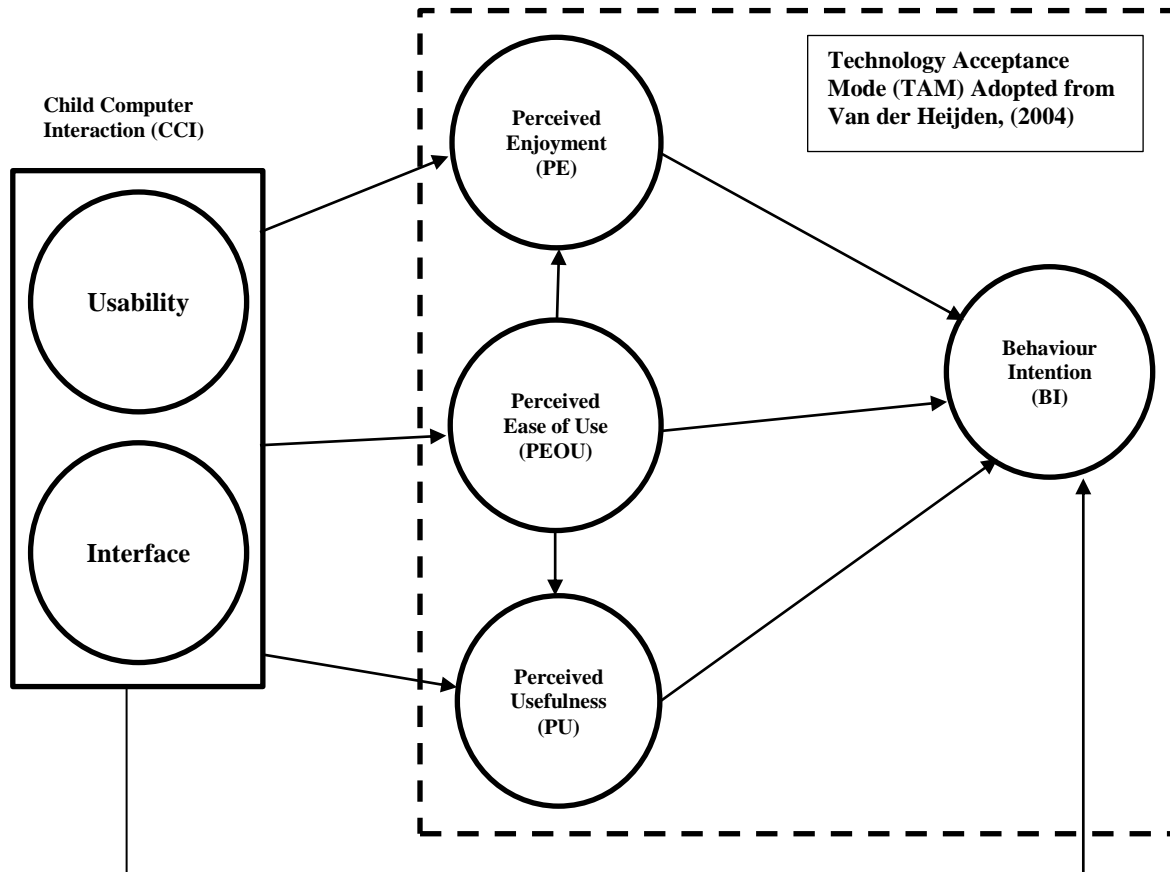 Child Computer
Interaction (CCI)
Usability
Interface
Perceived
Enjoyment
(PE)
Perceived
Ease of Use
(PEOU)
Perceived
Usefulness
(PU)
Technology Acceptance
Mode (TAM) Adopted from
Van der Heijden, (2004)
Behaviour
Intention
(BI)